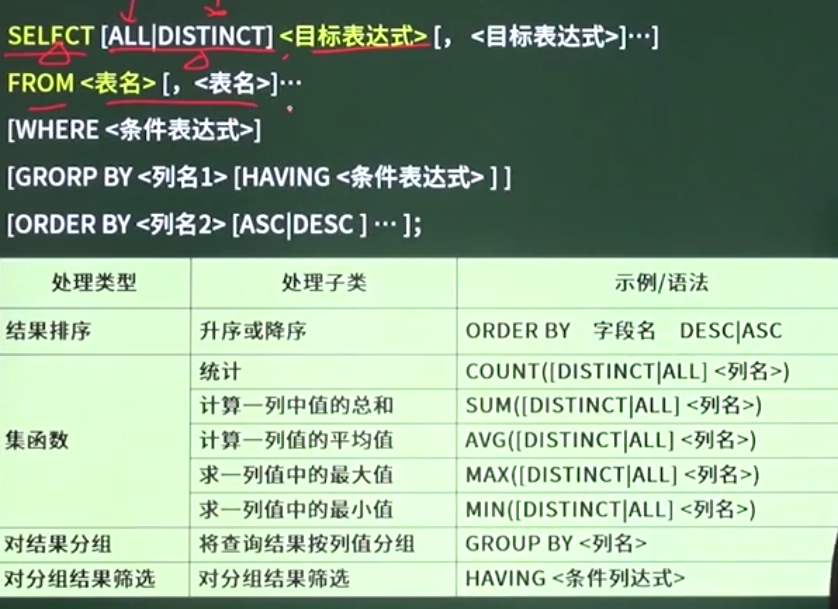 SELECT [ALL|DISTINCT] <目标表达式> [， <目标表达式>]…]
FROM <表名> [，<表名>]…
[WHERE <条件表达式>]
[GRORP BY <列名1> [HAVING <条件表达式> ] ]
[ORDER BY <列名2> [ASC|DESC ] … ]；
处理类型 处理子类 示例/语法
结果排序 升序或降序 ORDER BY 字段名 DESC|ASC
统计 COUNT([DISTINCT|ALL] <列名>)
计算一列中值的总和 SUM([DISTINCT|ALL] <列名>)
集函数 计算一列值的平均值 AVG([DISTINCT|ALL] <列名>)
求一列值中的最大值 MAX([DISTINCT|ALL] <列名>)
求一列值中的最小值 MIN([DISTINCT|ALL] <列名>)
对结果分组 将查询结果按列值分组 GROUP BY <列名>
对分组结果筛选 对分组结果筛选 HAVING <条件列达式>